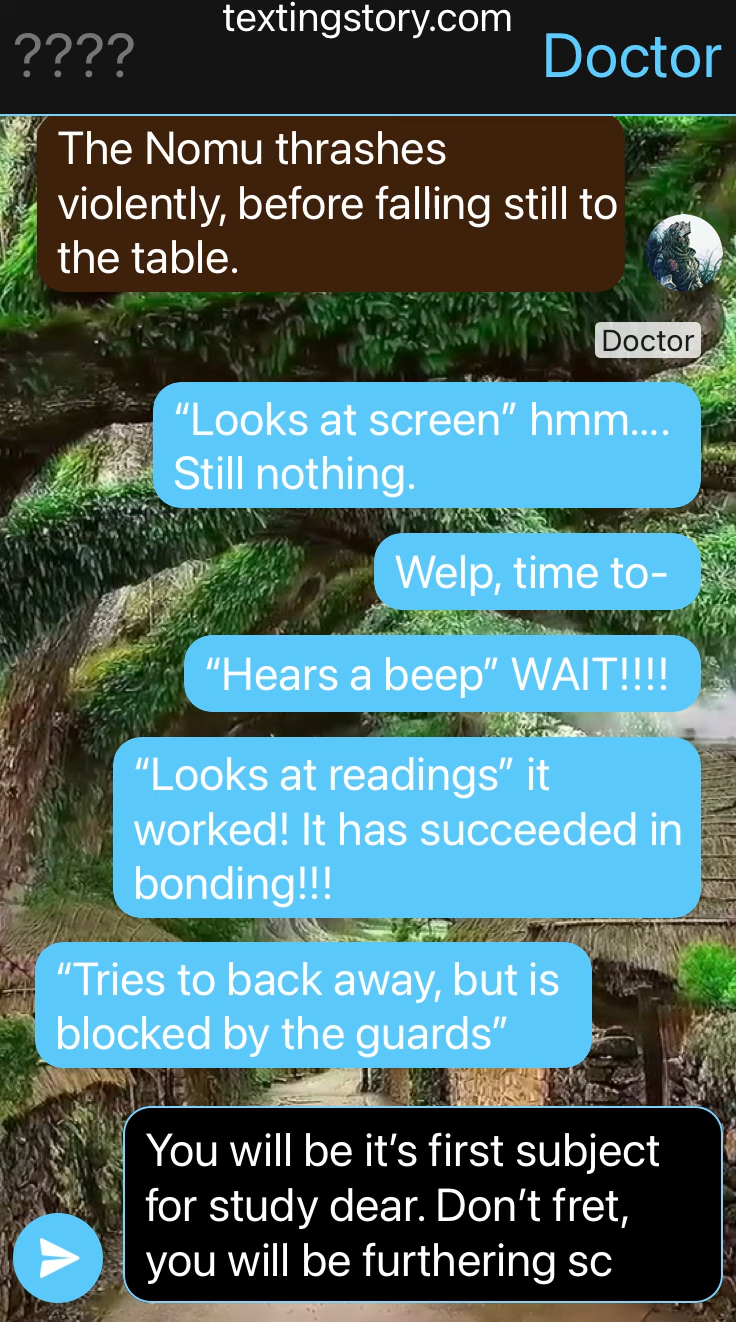 textingstory.com
????
Doctor
The Nomu thrashes
violently, before falling still to
the table.
Doctor
“Looks at screen” hmm....
Still nothing.
Welp, time to-
“Hears a beep” WAIT!!!!
“Looks at readings” it
worked! It has succeeded in
bonding!!!
“Tries to back away, but is
blocked by the guards”
You will be it’s first subject
for study dear. Don’t fret,
you will be furthering sc